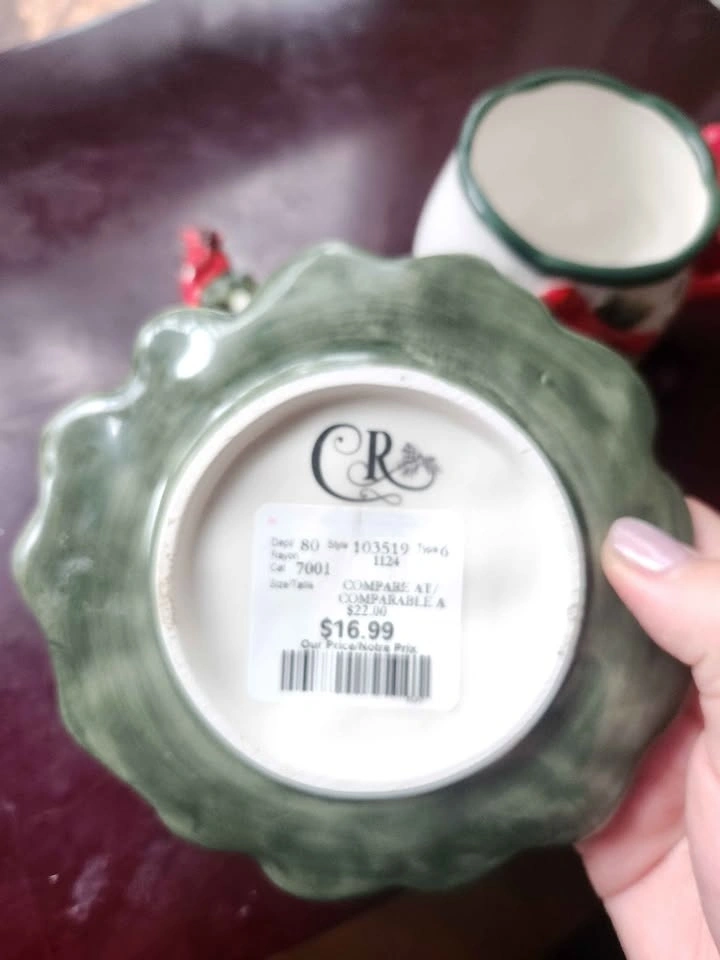 CR
Dept 80 Style 103519 Type 6
Rayon 1124
Cat 7001
Size/Taille COMPARE AT/
COMPARABLE A
$22.00
$16.99
Our Price/Notre Prix